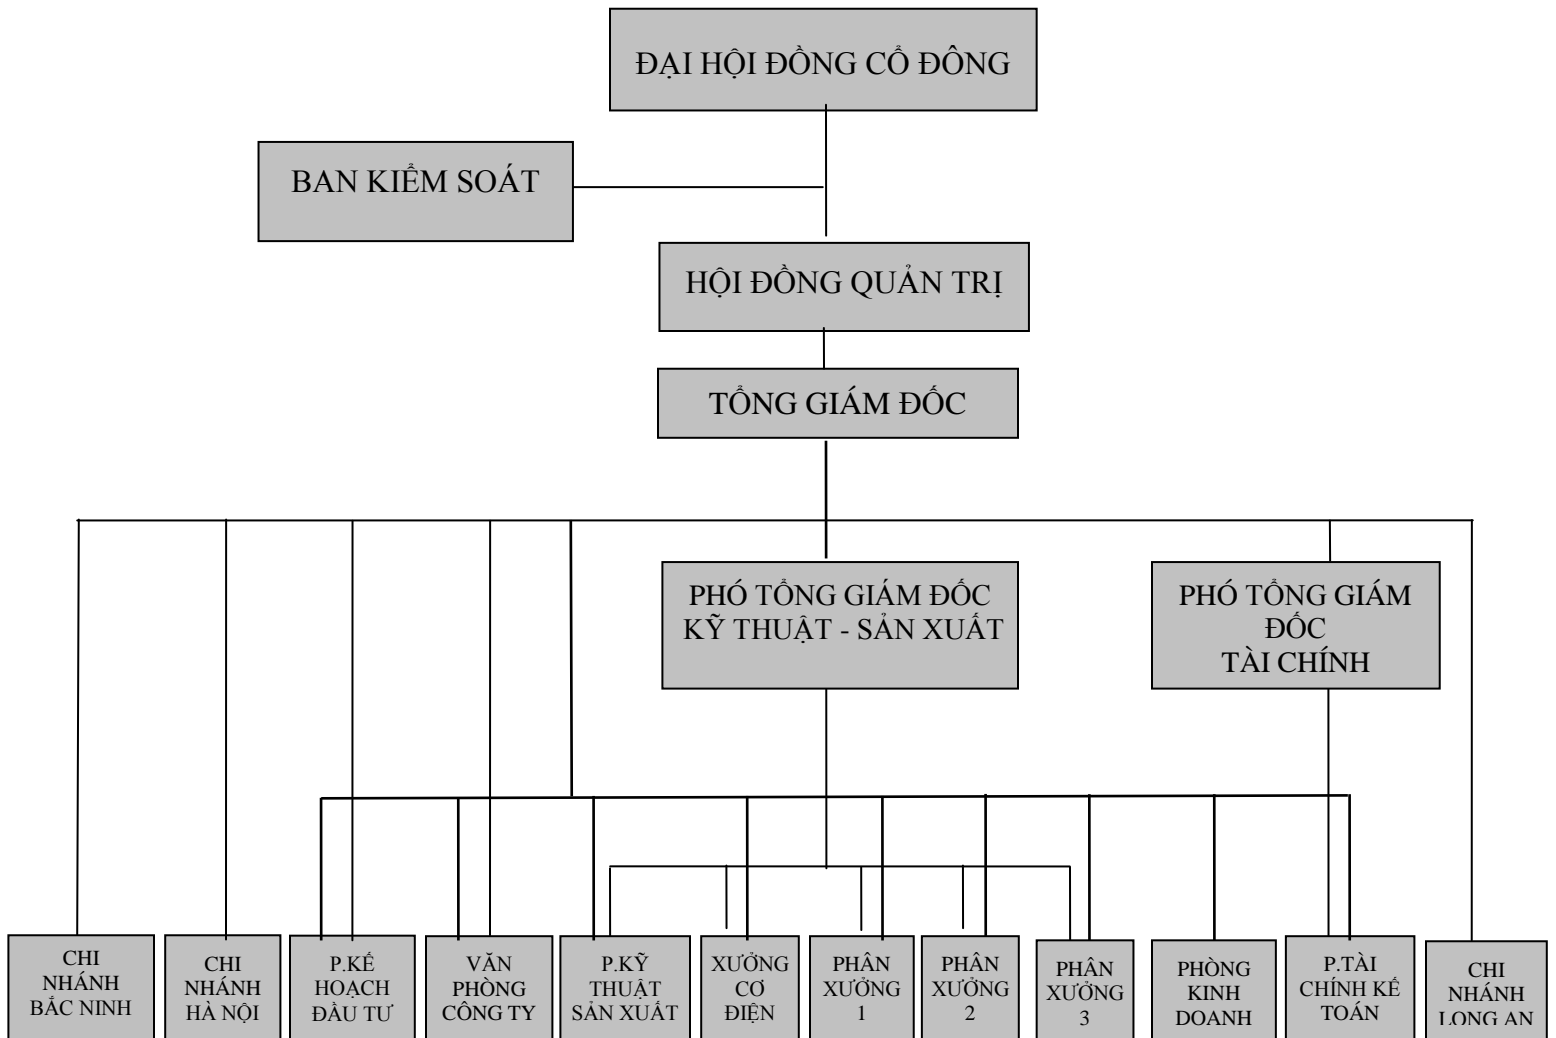 ĐẠI HỘI ĐỒNG CỔ ĐÔNG
BAN KIỂM SOÁT
HỘI ĐỒNG QUẢN TRỊ
TỔNG GIÁM ĐỐC
PHÓ TỔNG GIÁM ĐỐC
KỸ THUẬT - SẢN XUẤT
PHÓ TỔNG GIÁM
ĐỐC
TÀI CHÍNH
CHI
NHÁNH
BẮC NINH
CHI
NHÁNH
HÀ NỘI
P.KẾ
HOẠCH
ĐẦU TƯ
VĂN
PHÒNG
CÔNG TY
P.KỸ
THUẬT
SẢN XUẤT
XƯỞNG
CƠ
ĐIỆN
PHÂN
XƯỞNG
1
PHÂN
XƯỞNG
2
PHÂN
XƯỞNG
3
PHÒNG
KINH
DOANH
P.TÀI
CHÍNH KẾ
TOÁN
CHI
NHÁNH
LONG AN